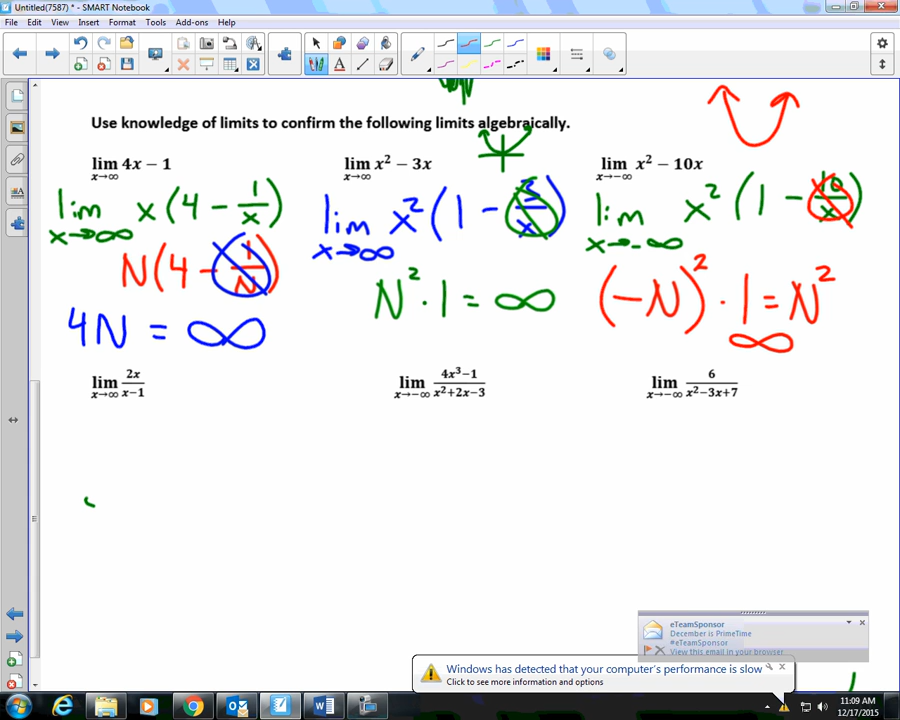 Untitled(7587) * - SMART Notebook
File Edit View Insert Format Tools Add-ons Help
Use knowledge of limits to confirm the following limits algebraically.
lim x→∞ 4x − 1
lim x→∞ x² − 3x
lim x→−∞ x² − 10x
lim x→∞ x(4 − 1/x)
lim x→∞ x²(1 − 3/x)
lim x→−∞ x²(1 − 10/x)
N(4 − 1/N)
N² · 1 = ∞
(−N)² · 1 = N²
4N = ∞
∞
lim x→∞ 2x/x−1
lim x→−∞ 4x³−1/x²+2x−3
lim x→−∞ 6/x²−3x+7
eTeamSponsor
December is PrimeTime
#eTeamSponsor
View this email in your browser
Windows has detected that your computer's performance is slow
Click to see more information and options
11:09 AM
12/17/2015